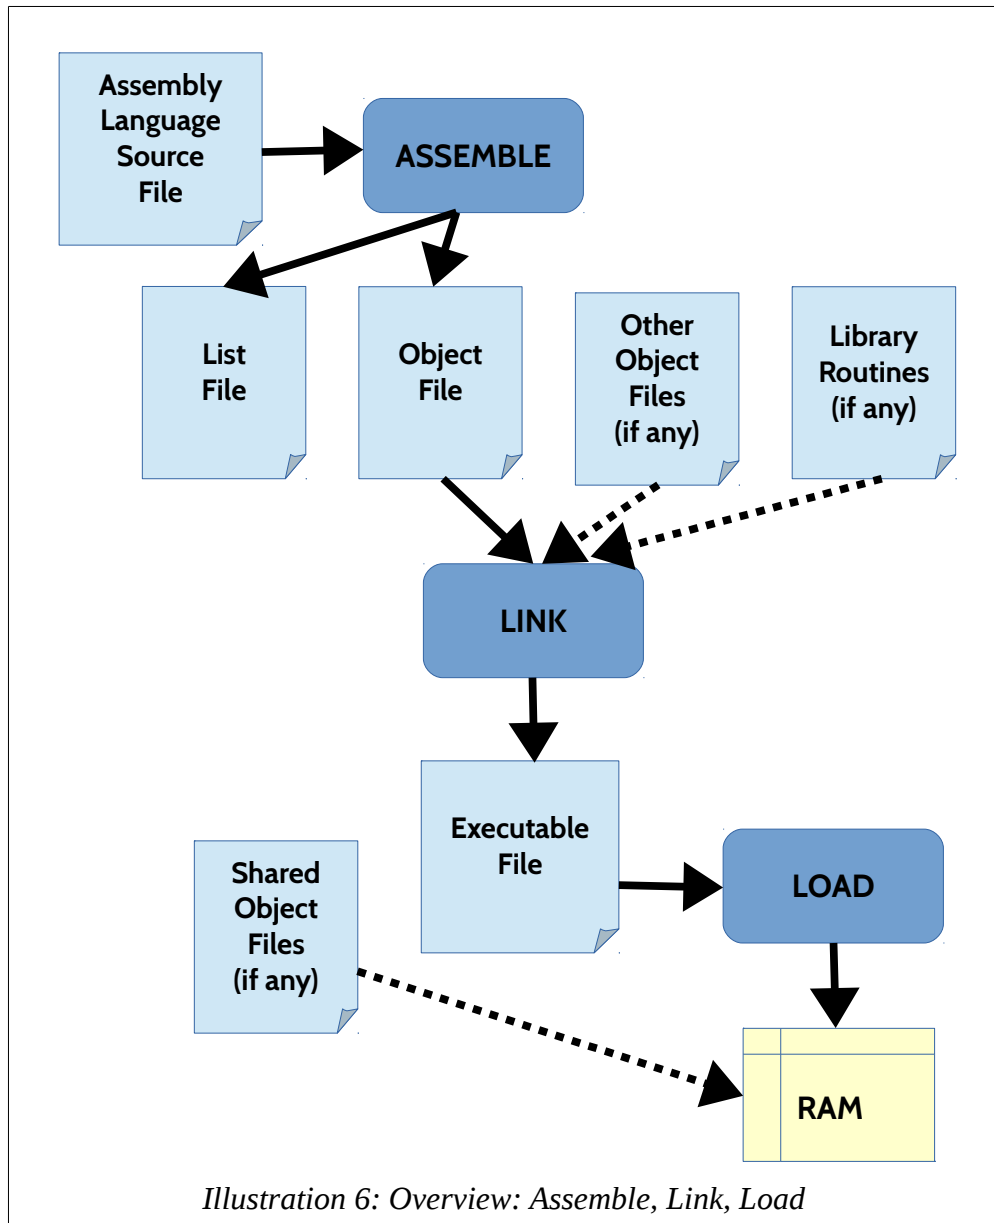 Assembly
Language
Source
File
ASSEMBLE
List
File
Object
File
Other
Object
Files
(if any)
Library
Routines
(if any)
LINK
Executable
File
Shared
Object
Files
(if any)
LOAD
RAM
Illustration 6: Overview: Assemble, Link, Load